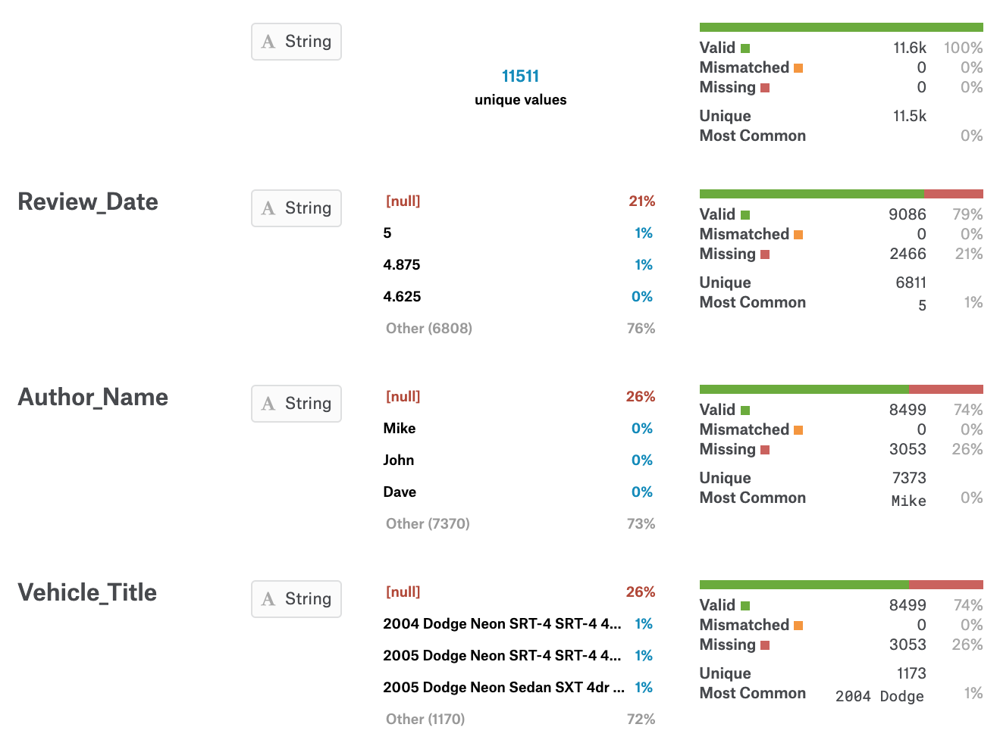 A String
11511
unique values
Valid 11.6k 100%
Mismatched 0 0%
Missing 0 0%
Unique 11.5k
Most Common 0%
Review_Date
A String
[null] 21%
5 1%
4.875 1%
4.625 0%
Other (6808) 76%
Valid 9086 79%
Mismatched 0 0%
Missing 2466 21%
Unique 6811
Most Common 5 1%
Author_Name
A String
[null] 26%
Mike 0%
John 0%
Dave 0%
Other (7370) 73%
Valid 8499 74%
Mismatched 0 0%
Missing 3053 26%
Unique 7373
Most Common Mike 0%
Vehicle_Title
A String
[null] 26%
2004 Dodge Neon SRT-4 SRT-4 4... 1%
2005 Dodge Neon SRT-4 SRT-4 4... 1%
2005 Dodge Neon Sedan SXT 4dr ... 1%
Other (1170) 72%
Valid 8499 74%
Mismatched 0 0%
Missing 3053 26%
Unique 1173
Most Common 2004 Dodge 1%